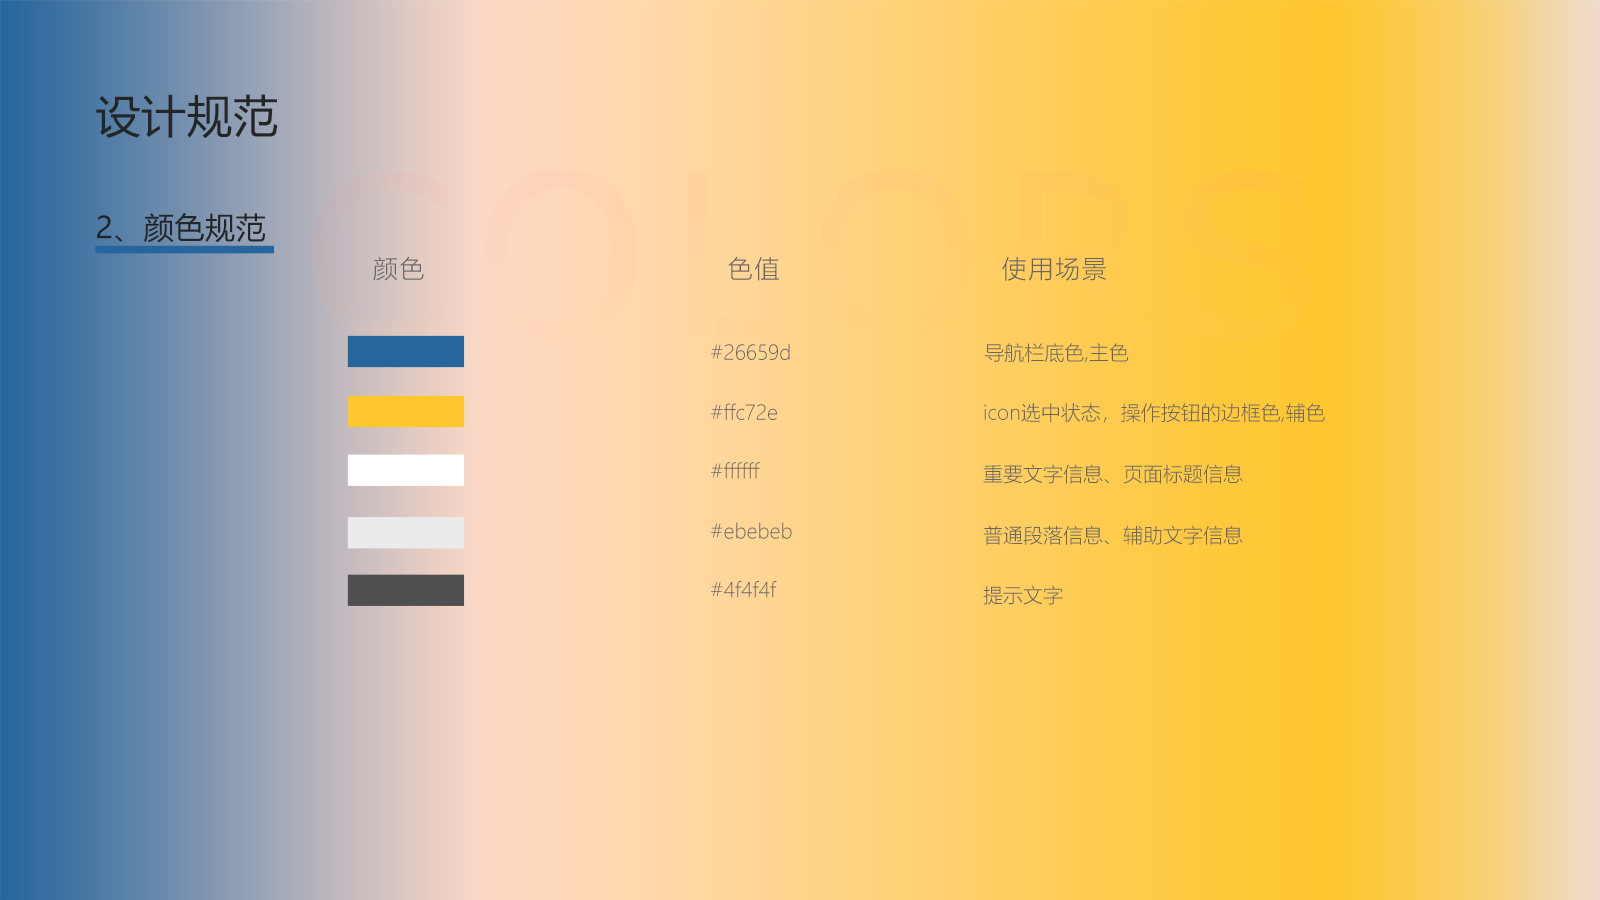 设计规范
COLORS
2、颜色规范
颜色 色值 使用场景
#26659d 导航栏底色,主色
#ffc72e icon选中状态，操作按钮的边框色,辅色
#ffffff 重要文字信息、页面标题信息
#ebebeb 普通段落信息、辅助文字信息
#4f4f4f 提示文字